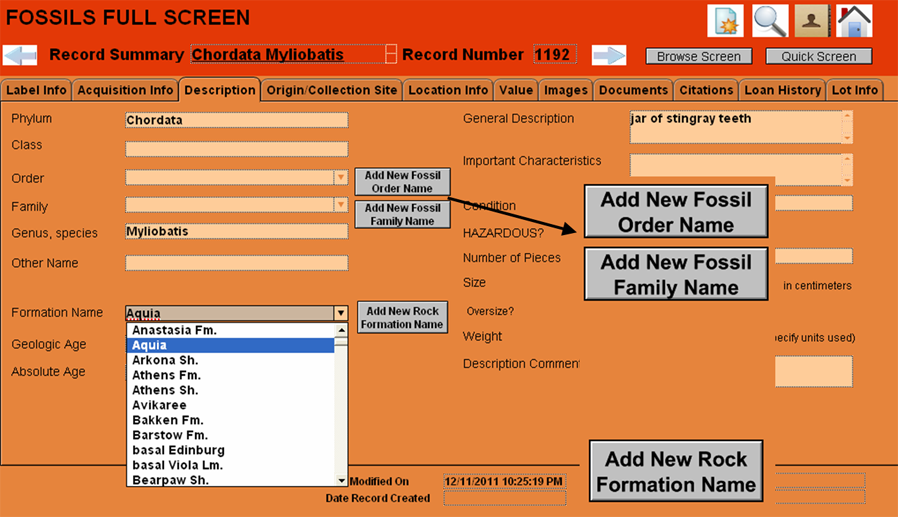 FOSSILS FULL SCREEN
Record Summary Chordata Myliobatis Record Number 1192 Browse Screen Quick Screen
Label Info Acquisition Info Description Origin/Collection Site Location Info Value Images Documents Citations Loan History Lot Info
Phylum Chordata
Class
Order
Add New Fossil
Order Name
Family
Add New Fossil
Family Name
Genus, species Myliobatis
Other Name
Formation Name Aquia
Add New Rock
Formation Name
Anastasia Fm.
Aquia
Arkona Sh.
Athens Fm.
Athens Sh.
Avikaree
Bakken Fm.
Barstow Fm.
basal Edinburg
basal Viola Lm.
Bearpaw Sh.
Geologic Age
Absolute Age
General Description jar of stingray teeth
Important Characteristics
Condition
HAZARDOUS?
Number of Pieces
Size in centimeters
Oversize?
Weight ecify units used)
Description Commen
Add New Fossil
Order Name
Add New Fossil
Family Name
Add New Rock
Formation Name
Modified On 12/11/2011 10:25:19 PM
Date Record Created